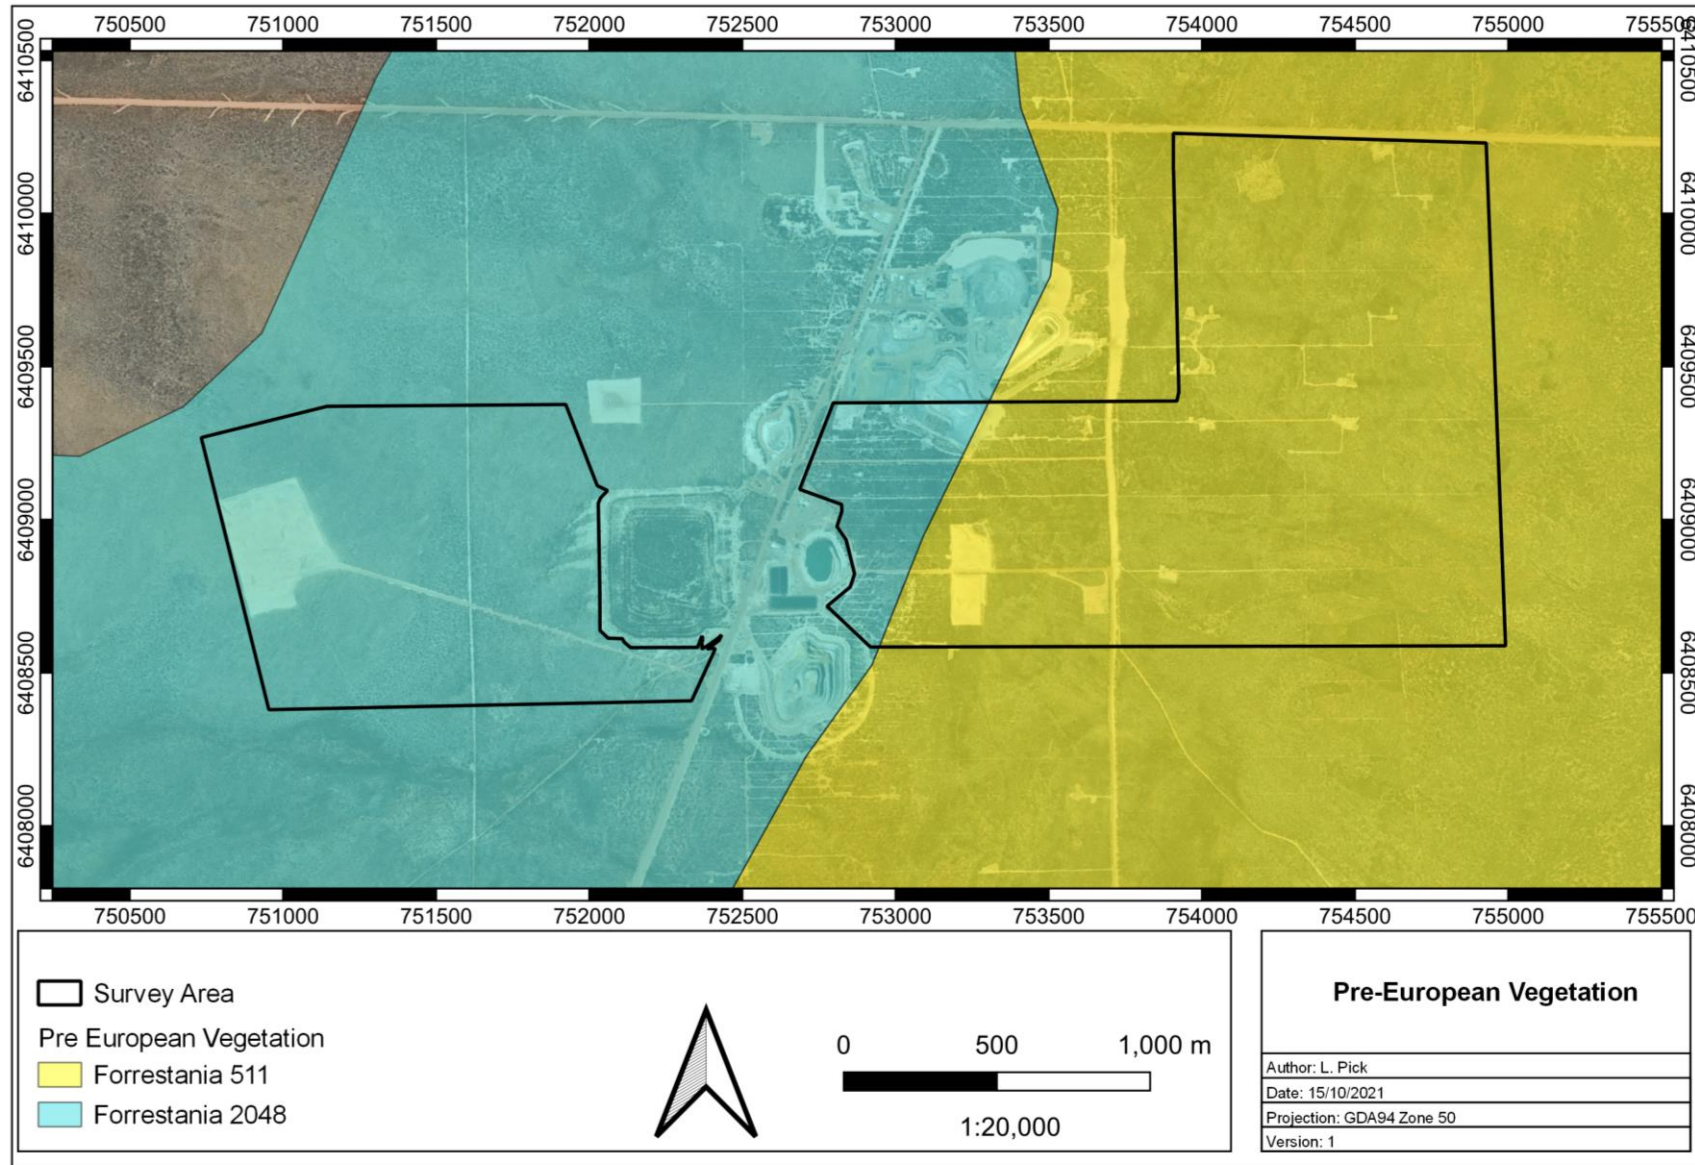 750500 751000 751500 752000 752500 753000 753500 754000 754500 755000 755500
6410500 6410500
6410000 6410000
6409500 6409500
6409000 6409000
6408500 6408500
6408000 6408000
750500 751000 751500 752000 752500 753000 753500 754000 754500 755000 755500
Survey Area
Pre European Vegetation
Forrestania 511
Forrestania 2048
0 500 1,000 m
1:20,000
Pre-European Vegetation
Author: L. Pick
Date: 15/10/2021
Projection: GDA94 Zone 50
Version: 1